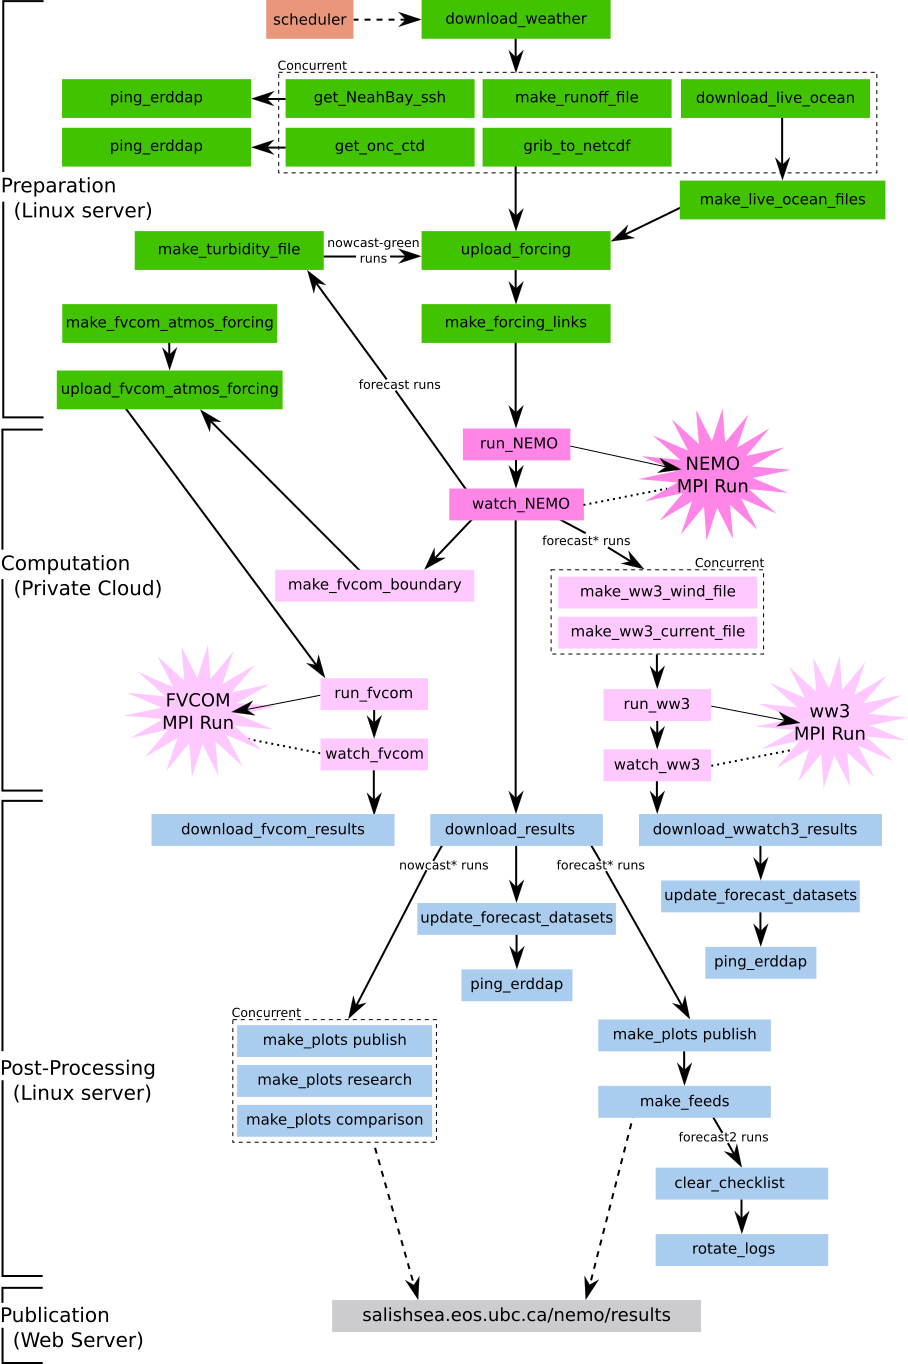 scheduler
download_weather
Concurrent
ping_erddap
get_NeahBay_ssh
make_runoff_file
download_live_ocean
ping_erddap
get_onc_ctd
grib_to_netcdf
Preparation
(Linux server)
make_live_ocean_files
make_turbidity_file
nowcast-green
runs
upload_forcing
make_fvcom_atmos_forcing
make_forcing_links
upload_fvcom_atmos_forcing
forecast runs
run_NEMO
NEMO
MPI Run
watch_NEMO
forecast* runs
Computation
(Private Cloud)
make_fvcom_boundary
Concurrent
make_ww3_wind_file
make_ww3_current_file
FVCOM
MPI Run
run_fvcom
run_ww3
ww3
MPI Run
watch_fvcom
watch_ww3
download_fvcom_results
download_results
download_wwatch3_results
nowcast* runs
forecast* runs
update_forecast_datasets
update_forecast_datasets
ping_erddap
ping_erddap
Concurrent
make_plots publish
make_plots research
make_plots comparison
make_plots publish
Post-Processing
(Linux server)
make_feeds
forecast2 runs
clear_checklist
rotate_logs
Publication
(Web Server)
salishsea.eos.ubc.ca/nemo/results